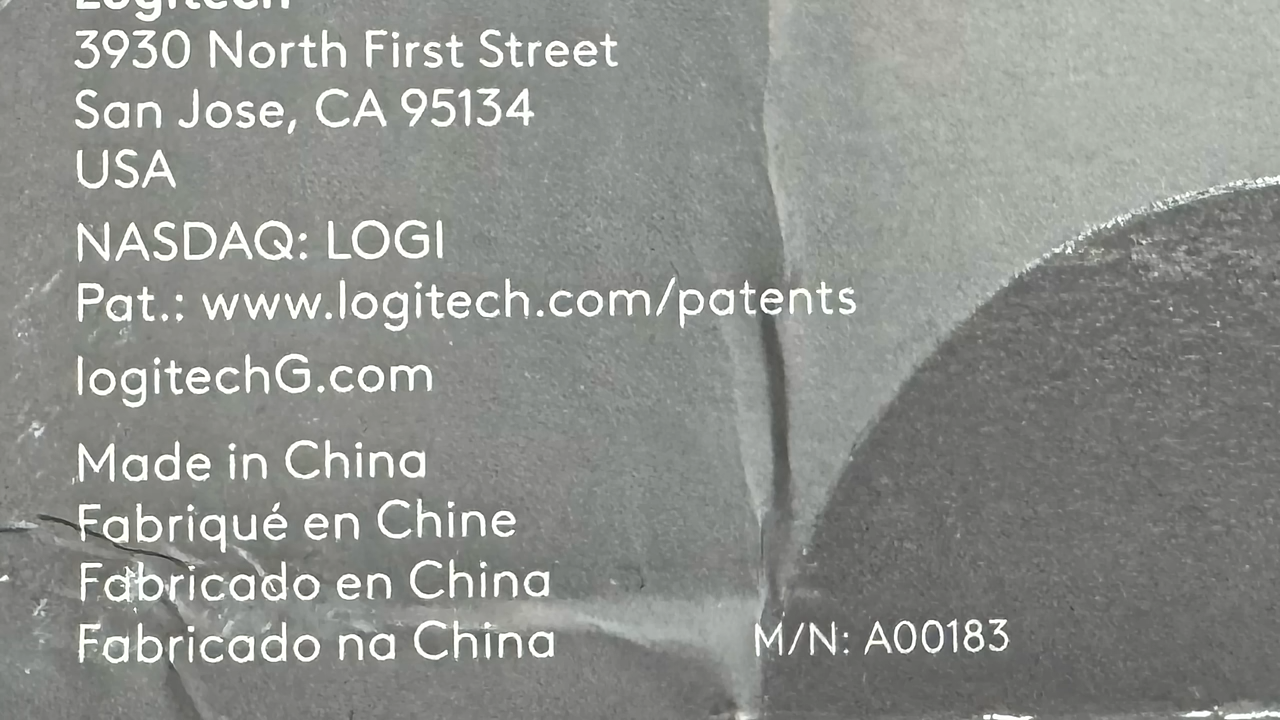 Logitech
3930 North First Street
San Jose, CA 95134
USA
NASDAQ: LOGI
Pat.: www.logitech.com/patents
logitechG.com
Made in China
Fabriqué en Chine
Fabricado en China
Fabricado na China
M/N: A00183